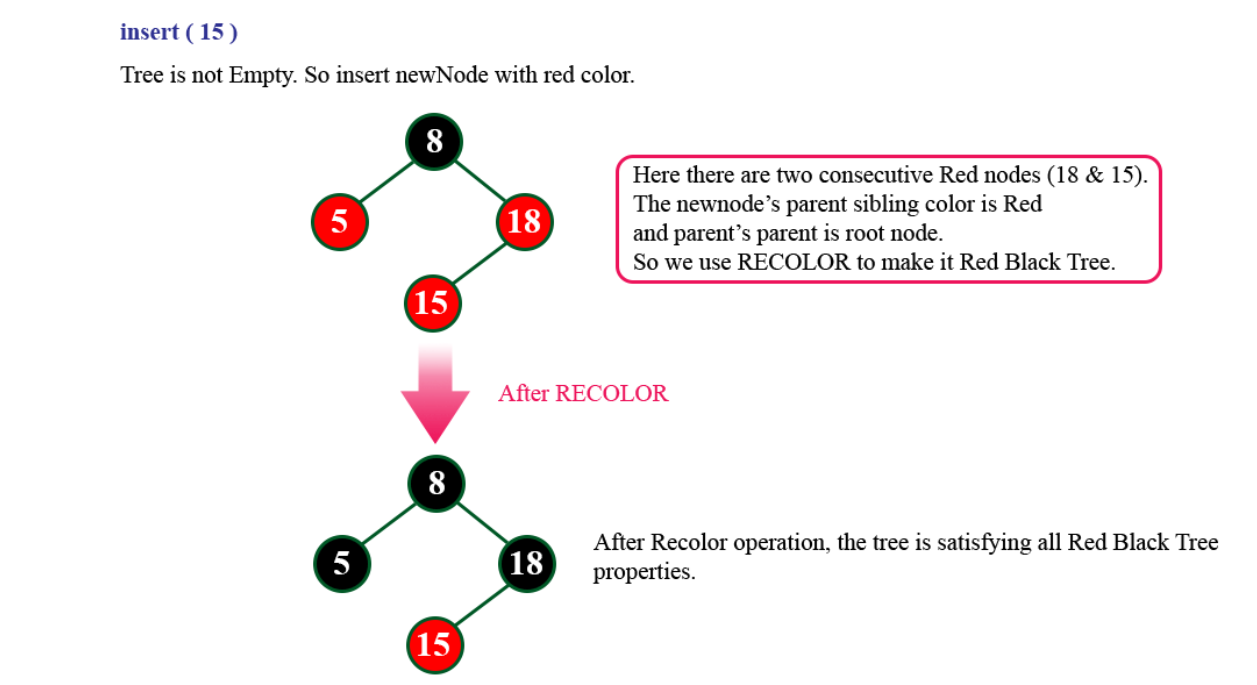 insert ( 15 )
Tree is not Empty. So insert newNode with red color.
8
5
18
15
Here there are two consecutive Red nodes (18 & 15).
The newnode’s parent sibling color is Red
and parent’s parent is root node.
So we use RECOLOR to make it Red Black Tree.
After RECOLOR
8
5
18
15
After Recolor operation, the tree is satisfying all Red Black Tree
properties.